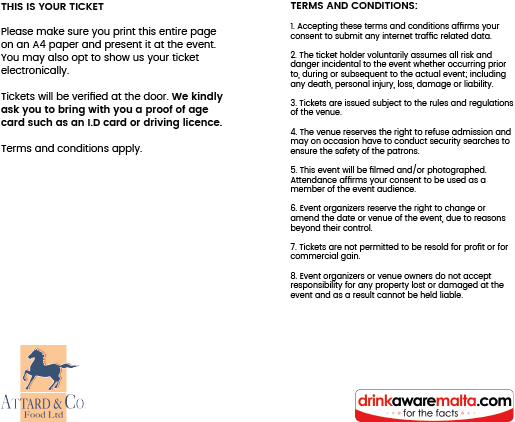 THIS IS YOUR TICKET
Please make sure you print this entire page
on an A4 paper and present it at the event.
You may also opt to show us your ticket
electronically.
Tickets will be verified at the door. We kindly
ask you to bring with you a proof of age
card such as an I.D card or driving licence.
Terms and conditions apply.
TERMS AND CONDITIONS:
1. Accepting these terms and conditions affirms your
consent to submit any internet traffic related data.
2. The ticket holder voluntarily assumes all risk and
danger incidental to the event whether occurring prior
to, during or subsequent to the actual event; including
any death, personal injury, loss, damage or liability.
3. Tickets are issued subject to the rules and regulations
of the venue.
4. The venue reserves the right to refuse admission and
may on occasion have to conduct security searches to
ensure the safety of the patrons.
5. This event will be filmed and/or photographed.
Attendance affirms your consent to be used as a
member of the event audience.
6. Event organizers reserve the right to change or
amend the date or venue of the event, due to reasons
beyond their control.
7. Tickets are not permitted to be resold for profit or for
commercial gain.
8. Event organizers or venue owners do not accept
responsibility for any property lost or damaged at the
event and as a result cannot be held liable.
ATTARD & CO.
Food Ltd
drinkawaremalta.com
for the facts